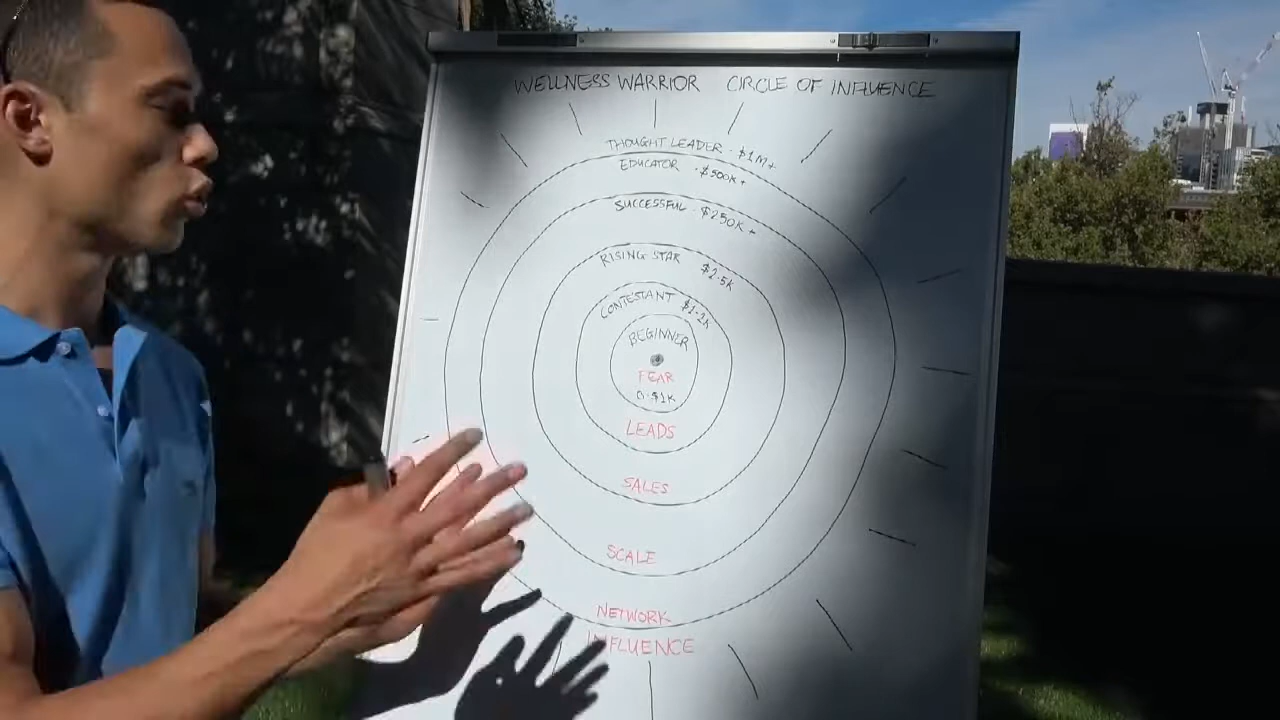 WELLNESS WARRIOR CIRCLE OF INFLUENCE
THOUGHT LEADER - $1M+
EDUCATOR - $500K+
SUCCESSFUL - $250K+
RISING STAR $2-5K
CONTESTANT $1-2K
BEGINNER
FEAR
0-$1K
LEADS
SALES
SCALE
NETWORK
INFLUENCE